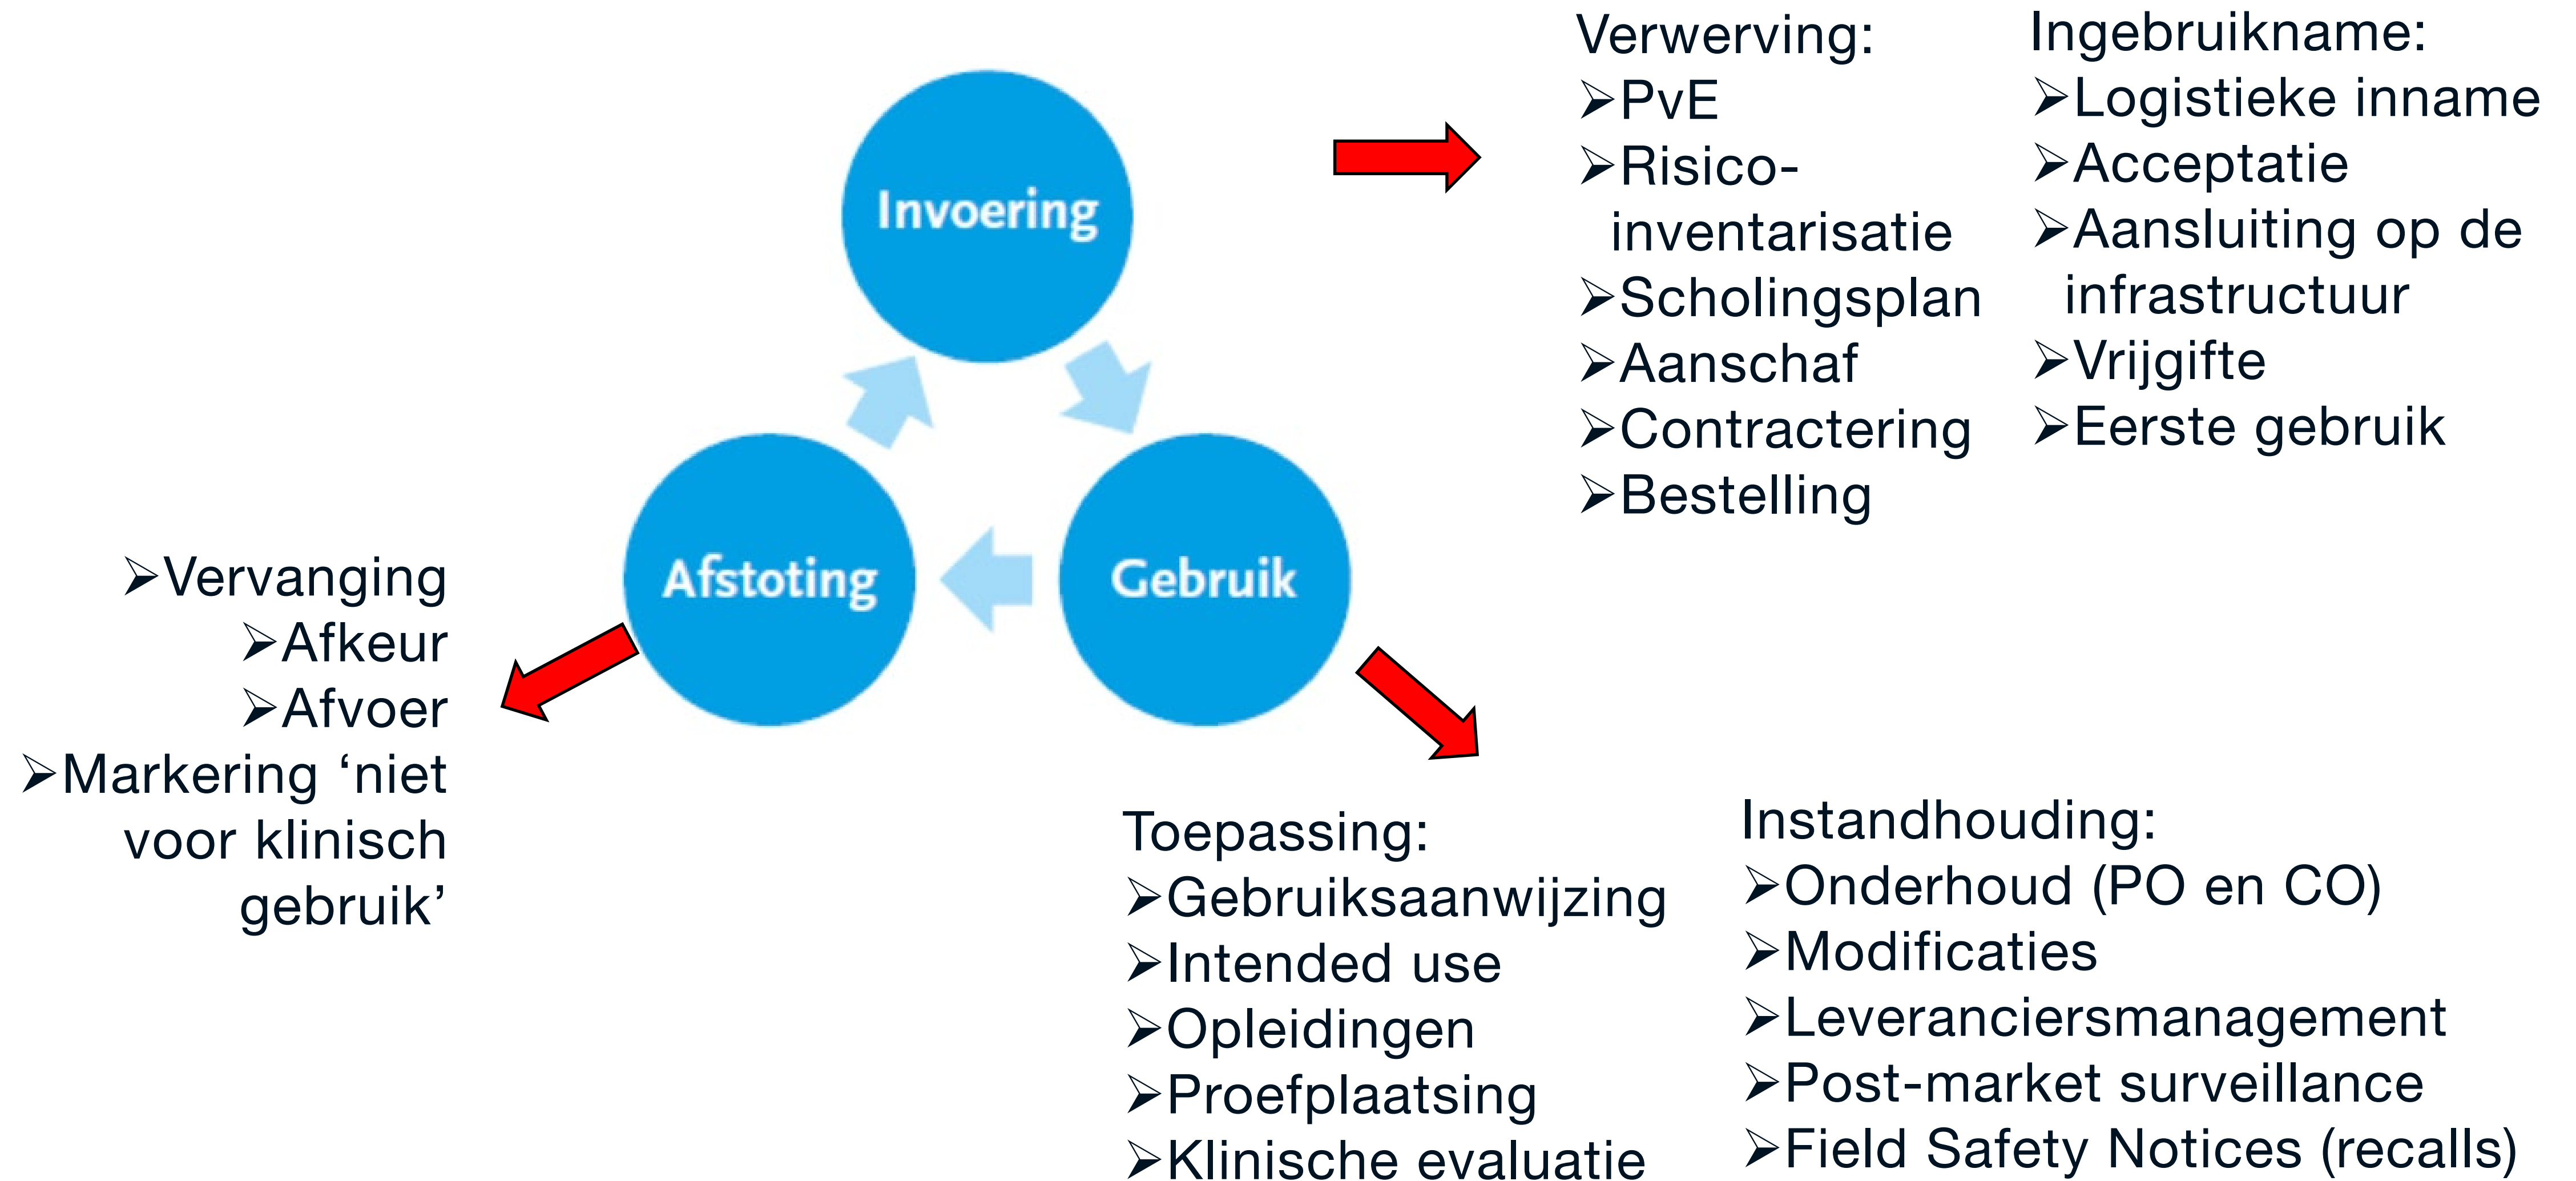 Invoering
Gebruik
Afstoting
Verwerving:
➢PvE
➢Risico-
inventarisatie
➢Scholingsplan
➢Aanschaf
➢Contractering
➢Bestelling
Ingebruikname:
➢Logistieke inname
➢Acceptatie
➢Aansluiting op de
infrastructuur
➢Vrijgifte
➢Eerste gebruik
➢Vervanging
➢Afkeur
➢Afvoer
➢Markering ‘niet
voor klinisch
gebruik’
Toepassing:
➢Gebruiksaanwijzing
➢Intended use
➢Opleidingen
➢Proefplaatsing
➢Klinische evaluatie
Instandhouding:
➢Onderhoud (PO en CO)
➢Modificaties
➢Leveranciersmanagement
➢Post-market surveillance
➢Field Safety Notices (recalls)